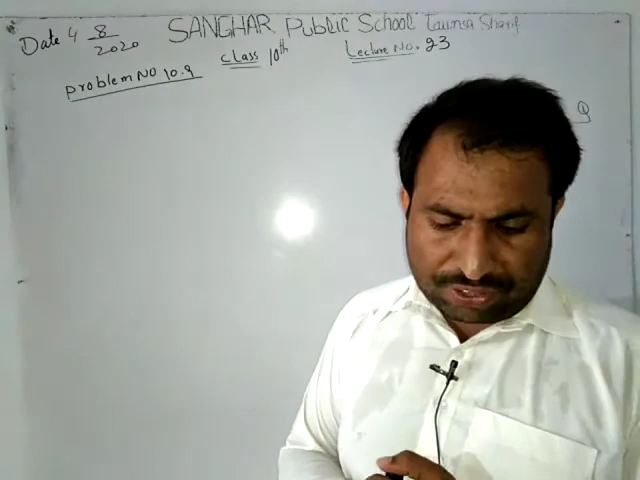 Date 4 8/2020 SANGHAR Public School Taunsa Sharif
Class 10th Lecture NO. 23
Problem NO 10.9